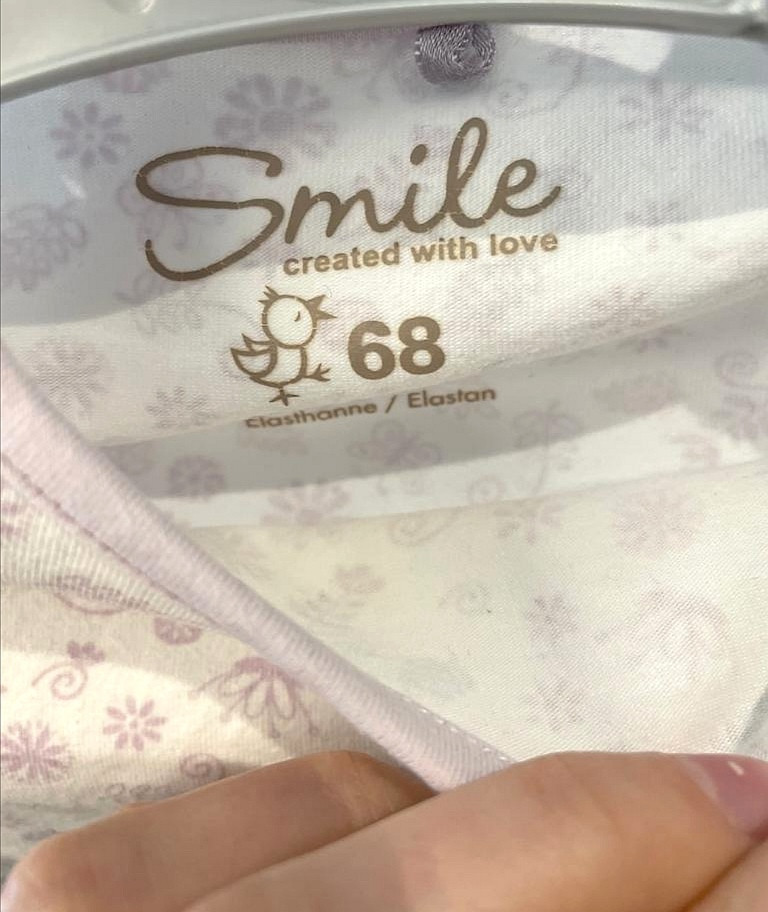 Smile
created with love
68
Elasthanne / Elastan